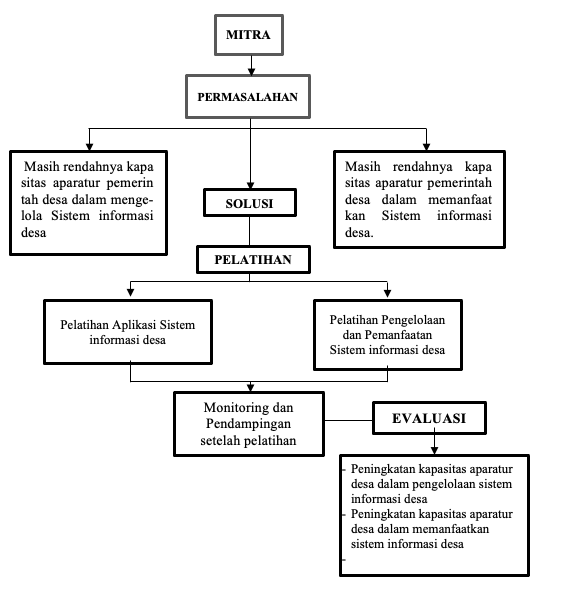 MITRA
PERMASALAHAN
Masih rendahnya kapa
sitas aparatur pemerin
tah desa dalam menge-
lola Sistem informasi
desa
Masih rendahnya kapa
sitas aparatur pemerintah
desa dalam memanfaat
kan Sistem informasi
desa.
SOLUSI
PELATIHAN
Pelatihan Aplikasi Sistem
informasi desa
Pelatihan Pengelolaan
dan Pemanfaatan
Sistem informasi desa
Monitoring dan
Pendampingan
setelah pelatihan
EVALUASI
- Peningkatan kapasitas aparatur
desa dalam pengelolaan sistem
informasi desa
- Peningkatan kapasitas aparatur
desa dalam memanfaatkan
sistem informasi desa
-